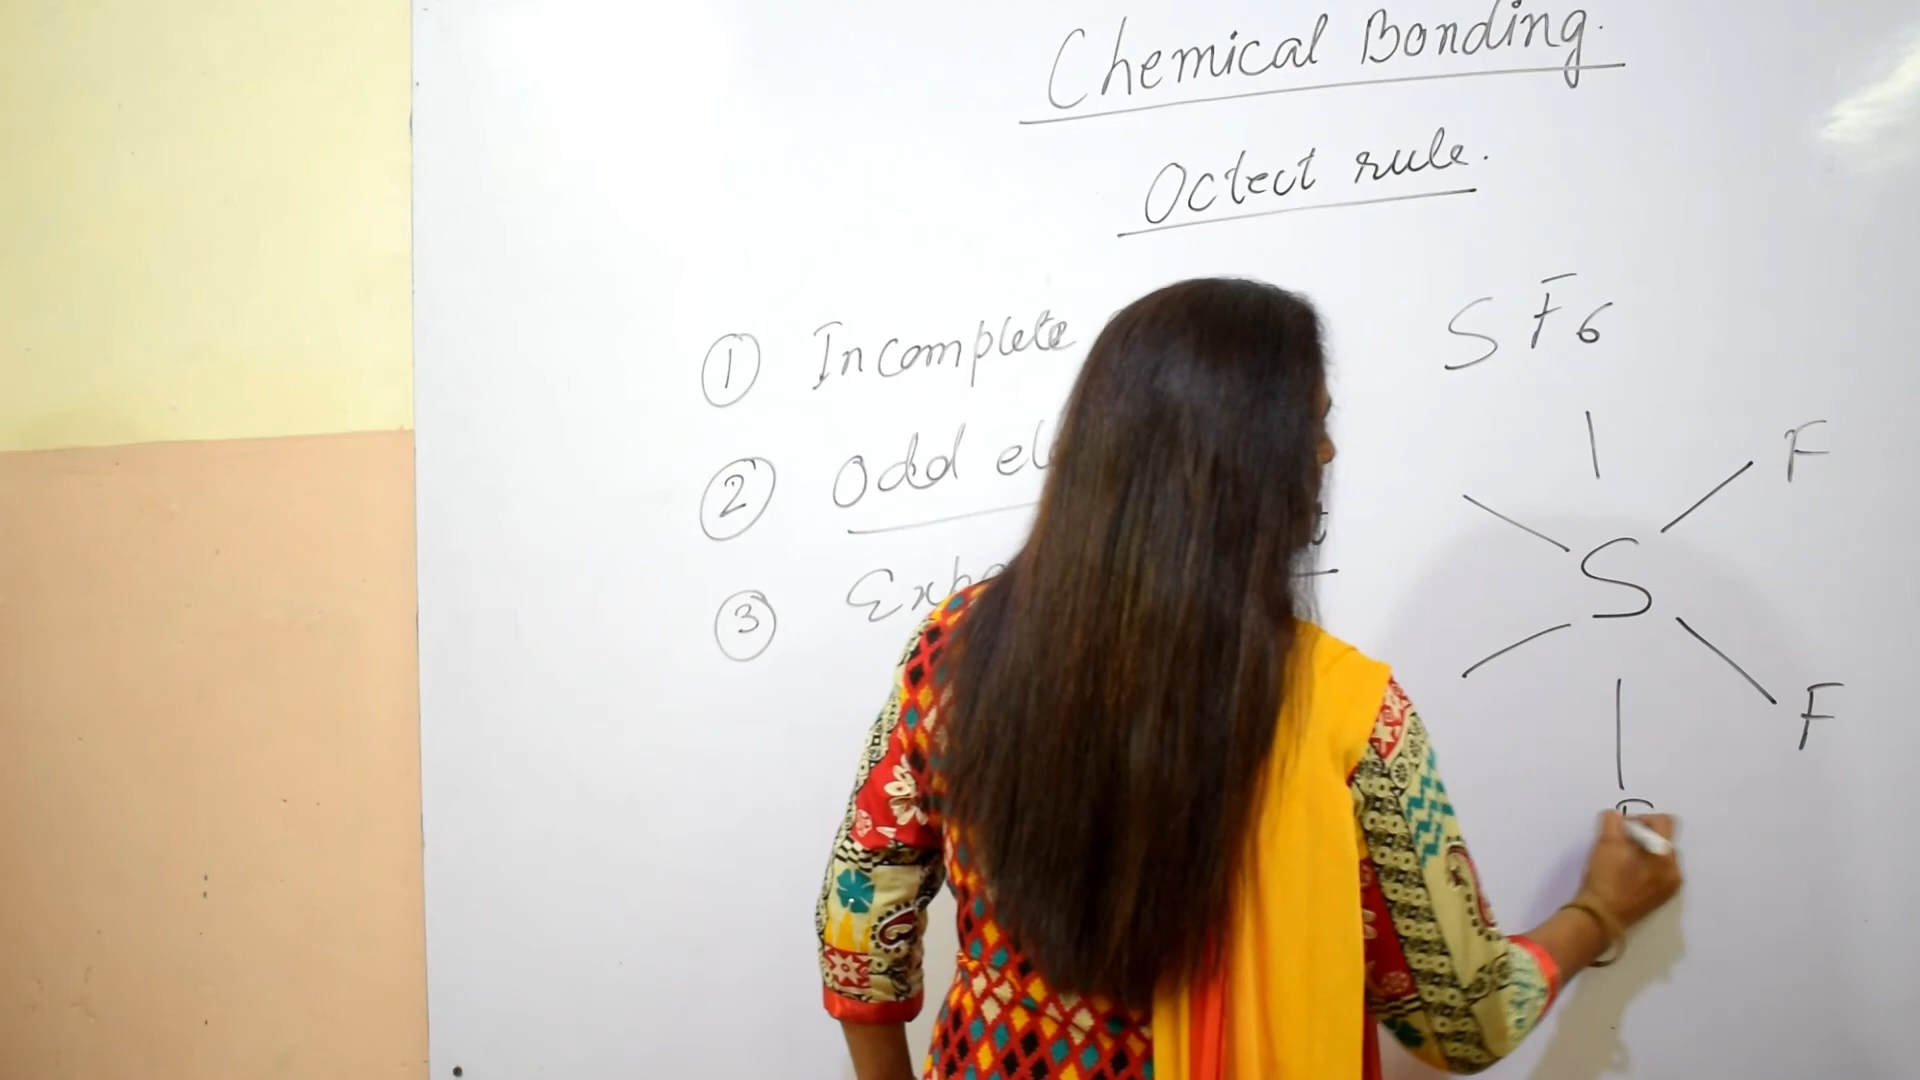 Chemical Bonding.
Octect rule.
① Incomplete
② Odd el
③ Exp
SF6
F
S
F
F